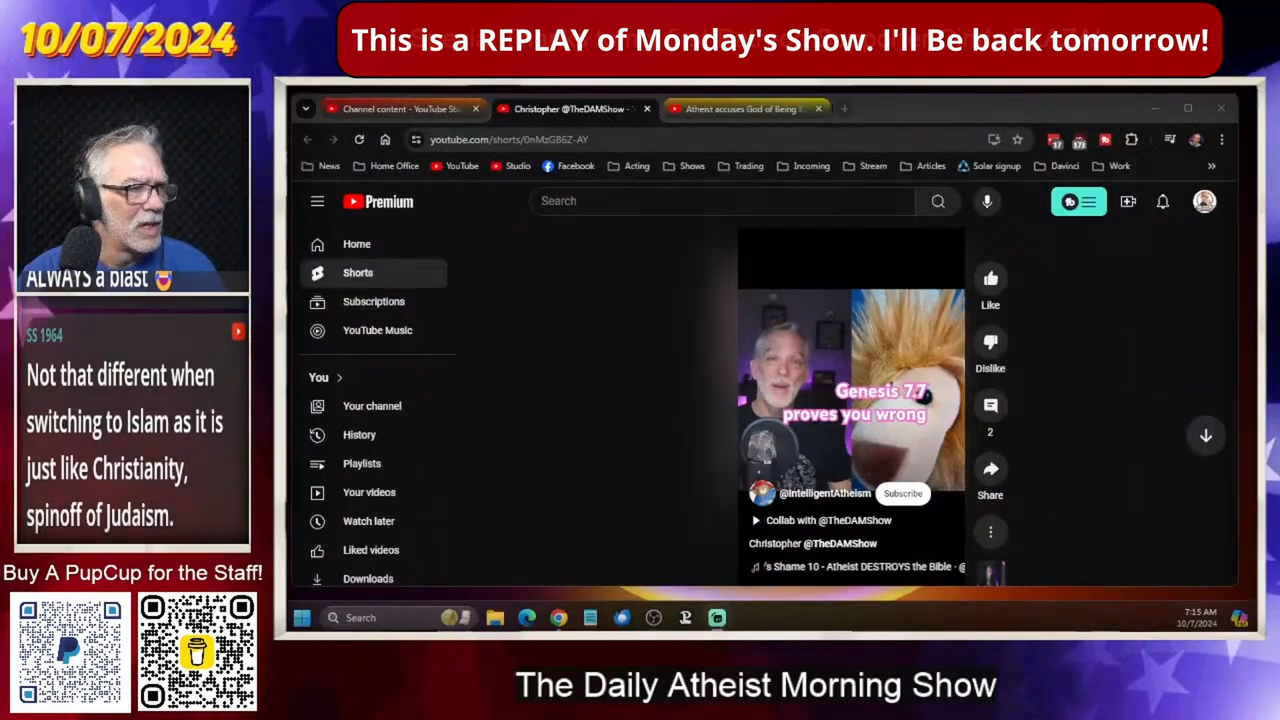 10/07/2024
This is a REPLAY of Monday's Show. I'll Be back tomorrow!
ALWAYS a blast
SS 1964
Not that different when
switching to Islam as it is
just like Christianity,
spinoff of Judaism.
Buy A PupCup for the Staff!
Channel content - YouTube Stu
Christopher @TheDAMShow -
Atheist accuses God of Being
youtube.com/shorts/0nMzG86Z-AY
17
171
News
Home Office
YouTube
Studio
Facebook
Acting
Shows
Trading
Incoming
Stream
Articles
Solar signup
Davinci
Work
Premium
Search
Home
Shorts
Subscriptions
YouTube Music
You
Your channel
History
Playlists
Your videos
Watch later
Liked videos
Downloads
Genesis 7.7
proves you wrong
@IntelligentAtheism
Subscribe
Collab with @TheDAMShow
Christopher @TheDAMShow
's Shame 10 - Atheist DESTROYS the Bible ·
Like
Dislike
2
Share
Search
7:15 AM
10/7/2024
The Daily Atheist Morning Show